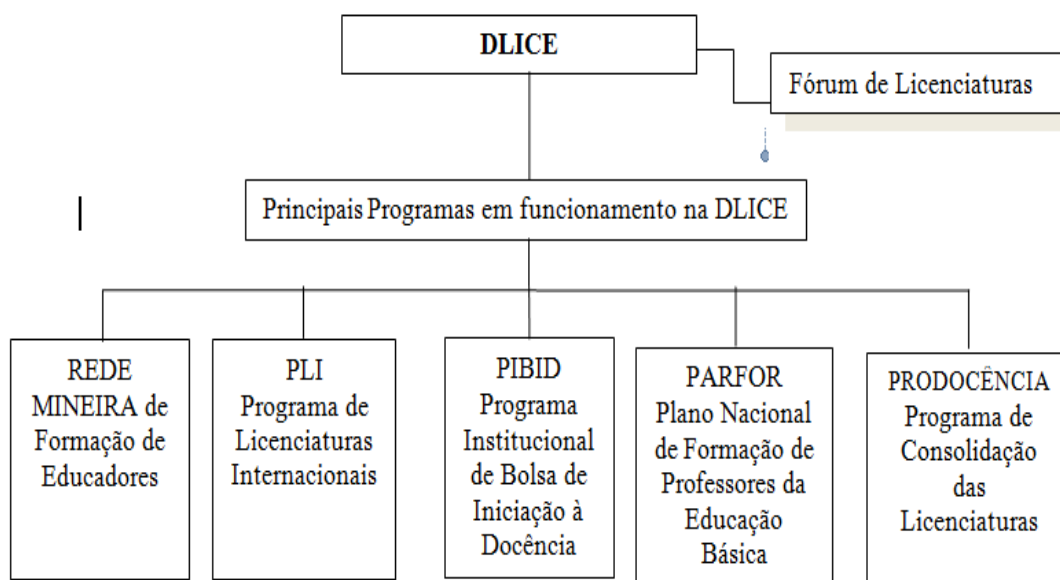 DLICE
Fórum de Licenciaturas
Principais Programas em funcionamento na DLICE
REDE
MINEIRA de
Formação de
Educadores
PLI
Programa de
Licenciaturas
Internacionais
PIBID
Programa
Institucional
de Bolsa de
Iniciação à
Docência
PARFOR
Plano Nacional
de Formação de
Professores da
Educação
Básica
PRODOCÊNCIA
Programa de
Consolidação
das
Licenciaturas